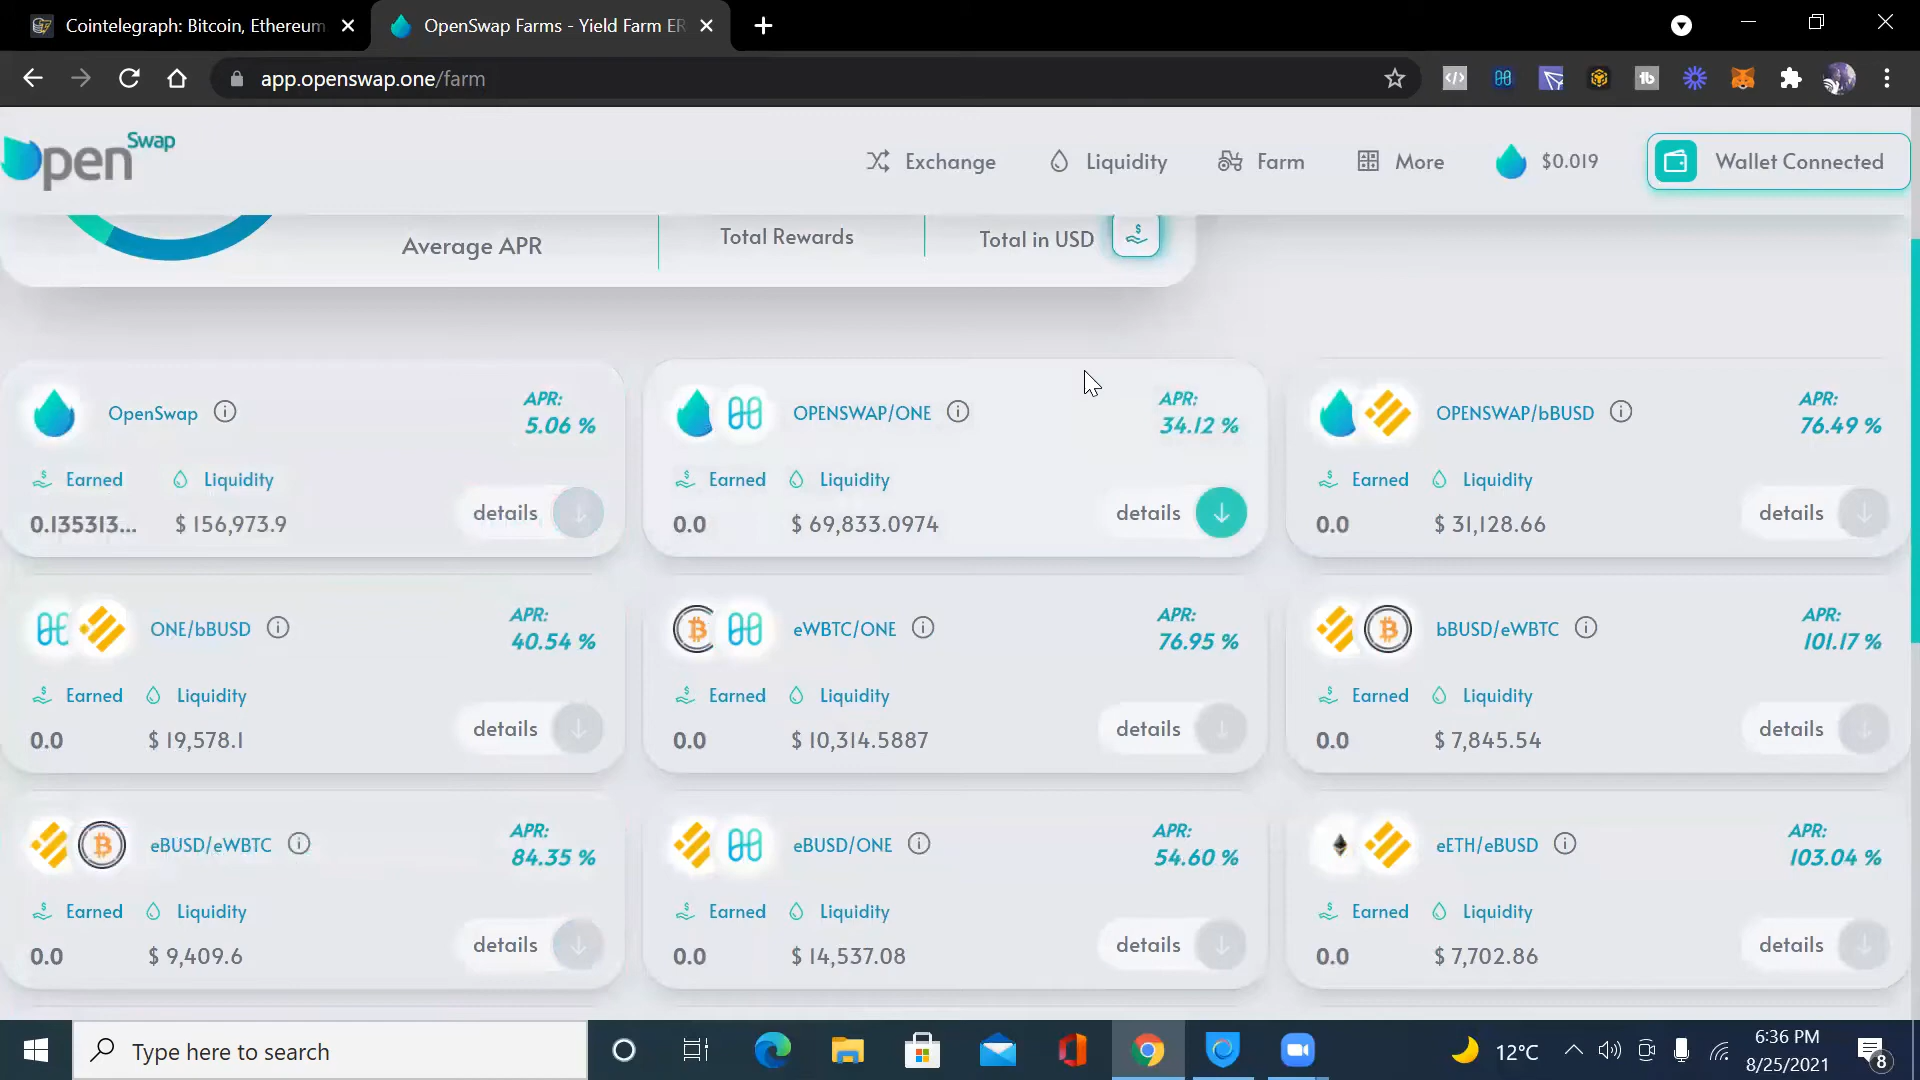 Cointelegraph: Bitcoin, Ethereum
OpenSwap Farms - Yield Farm ER
app.openswap.one/farm
OpenSwap
Exchange
Liquidity
Farm
More
$0.019
Wallet Connected
Average APR
Total Rewards
Total in USD
OpenSwap
APR:
5.06 %
Earned
Liquidity
0.135313...
$ 156,973.9
details
OPENSWAP/ONE
APR:
34.12 %
Earned
Liquidity
0.0
$ 69,833.0974
details
OPENSWAP/bBUSD
APR:
76.49 %
Earned
Liquidity
0.0
$ 31,128.66
details
ONE/bBUSD
APR:
40.54 %
Earned
Liquidity
0.0
$ 19,578.1
details
eWBTC/ONE
APR:
76.95 %
Earned
Liquidity
0.0
$ 10,314.5887
details
bBUSD/eWBTC
APR:
101.17 %
Earned
Liquidity
0.0
$ 7,845.54
details
eBUSD/eWBTC
APR:
84.35 %
Earned
Liquidity
0.0
$ 9,409.6
details
eBUSD/ONE
APR:
54.60 %
Earned
Liquidity
0.0
$ 14,537.08
details
eETH/eBUSD
APR:
103.04 %
Earned
Liquidity
0.0
$ 7,702.86
details
Type here to search
12°C
6:36 PM
8/25/2021
8